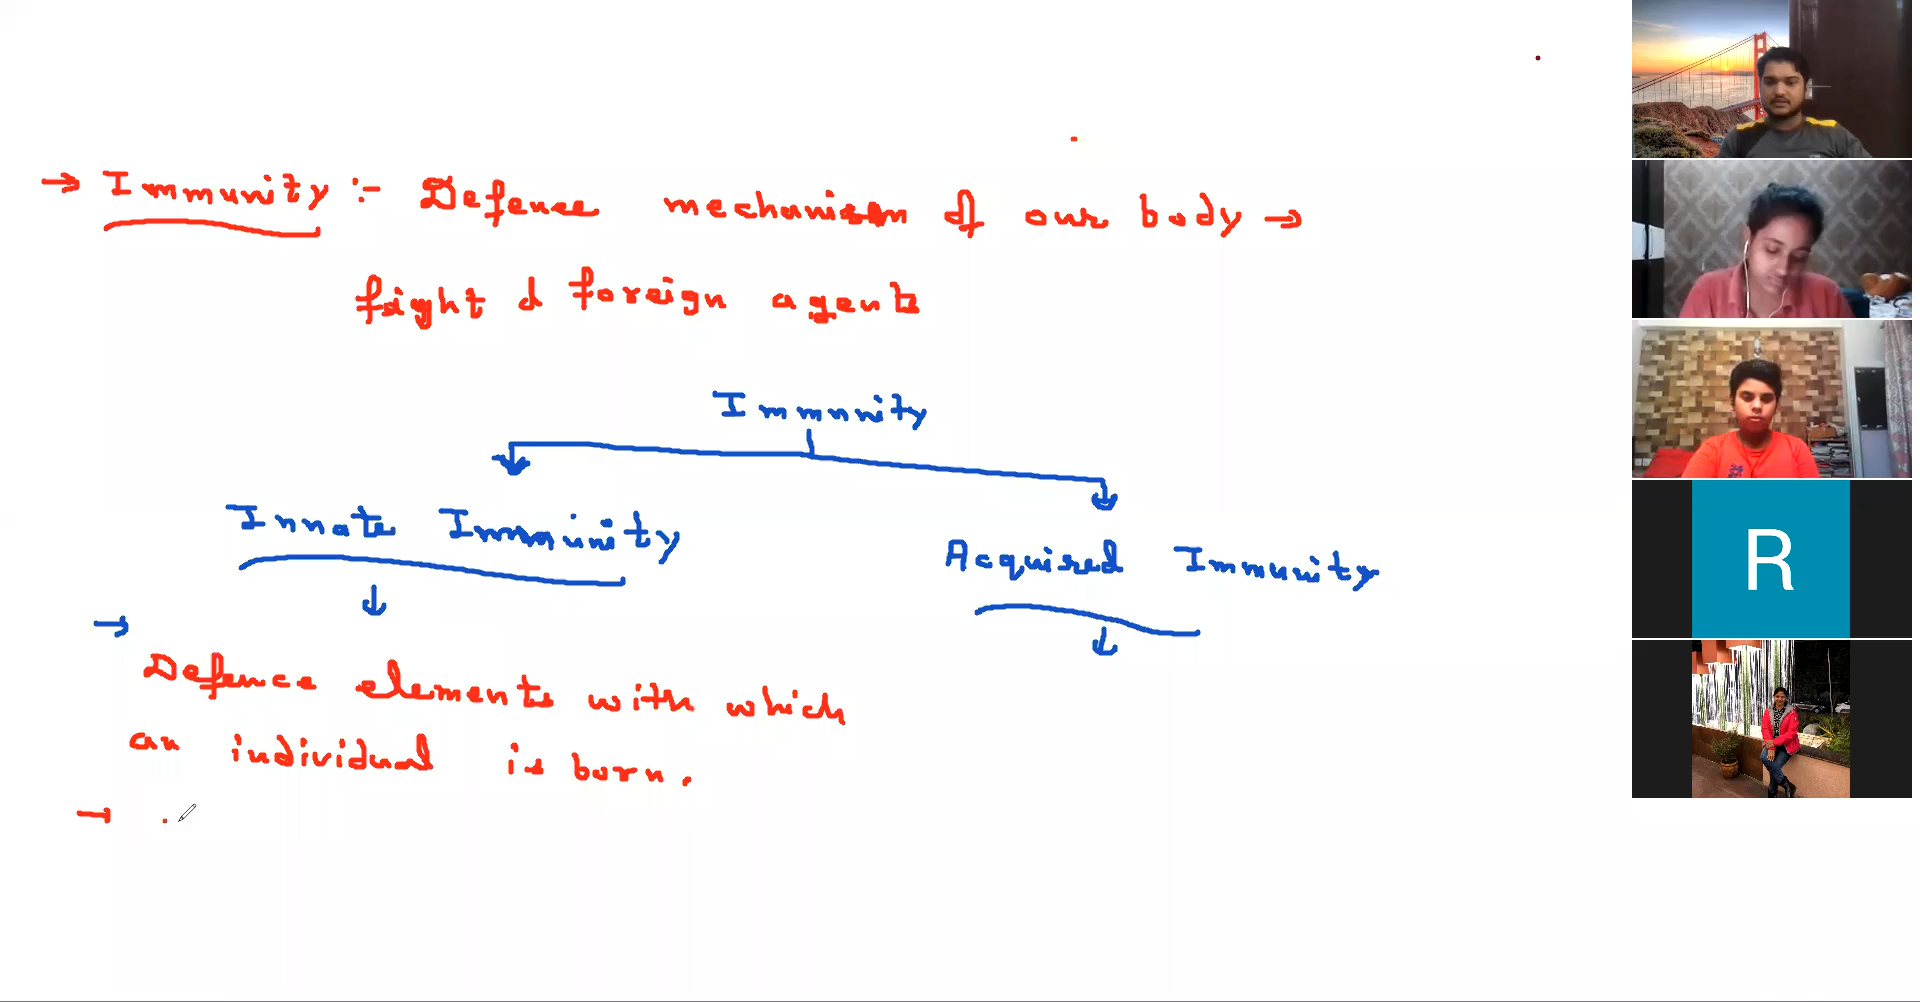 → Immunity :- Defence mechanism of our body →
fight foreign agents
Immunity
Innate Immunity
Acquired Immunity
Defence elements with which
an individual is born.
R